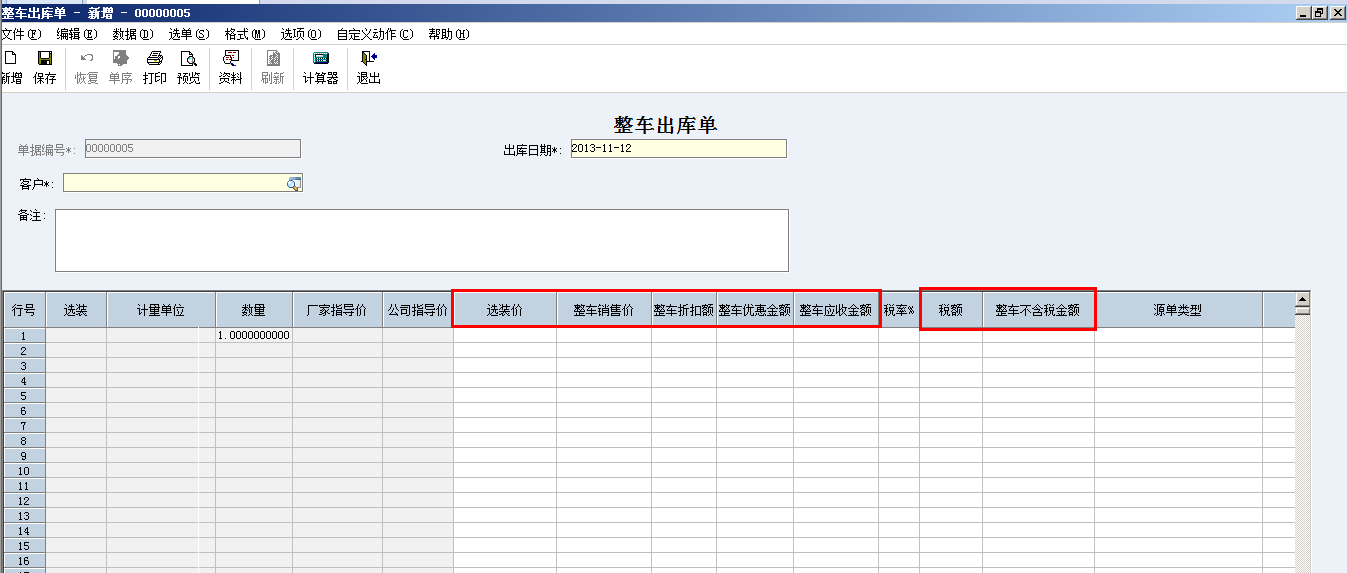 整车出库单 - 新增 - 00000005
文件(F) 编辑(E) 数据(D) 选单(S) 格式(M) 选项(O) 自定义动作(C) 帮助(H)
新增 保存 恢复 单序 打印 预览 资料 刷新 计算器 退出
整车出库单
单据编号*: 00000005 出库日期*: 2013-11-12
客户*:
备注:
行号 选装 计量单位 数量 厂家指导价 公司指导价 选装价 整车销售价 整车折扣额 整车优惠金额 整车应收金额 税率% 税额 整车不含税金额 源单类型
1 1.0000000000
2
3
4
5
6
7
8
9
10
11
12
13
14
15
16